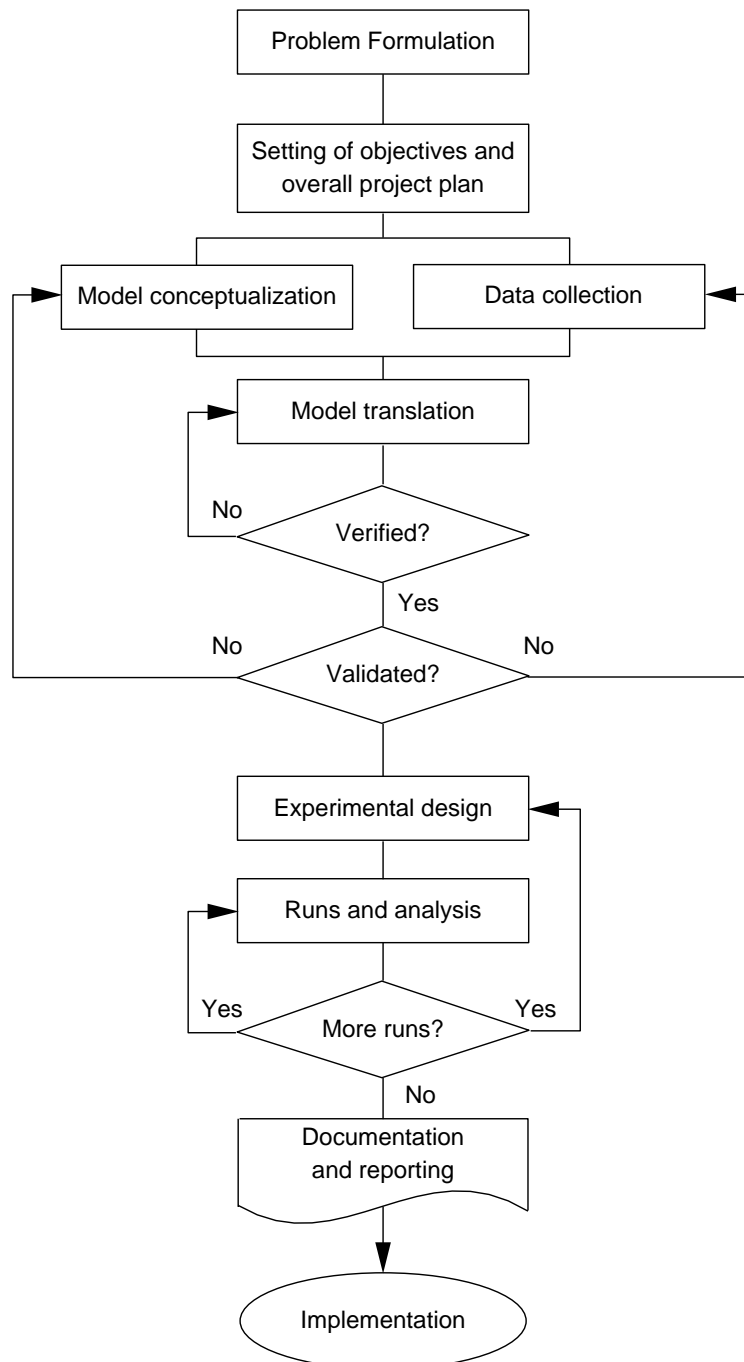 Problem Formulation
Setting of objectives and
overall project plan
Model conceptualization
Data collection
Model translation
No
Verified?
Yes
No
No
Validated?
Experimental design
Runs and analysis
Yes
Yes
More runs?
No
Documentation
and reporting
Implementation